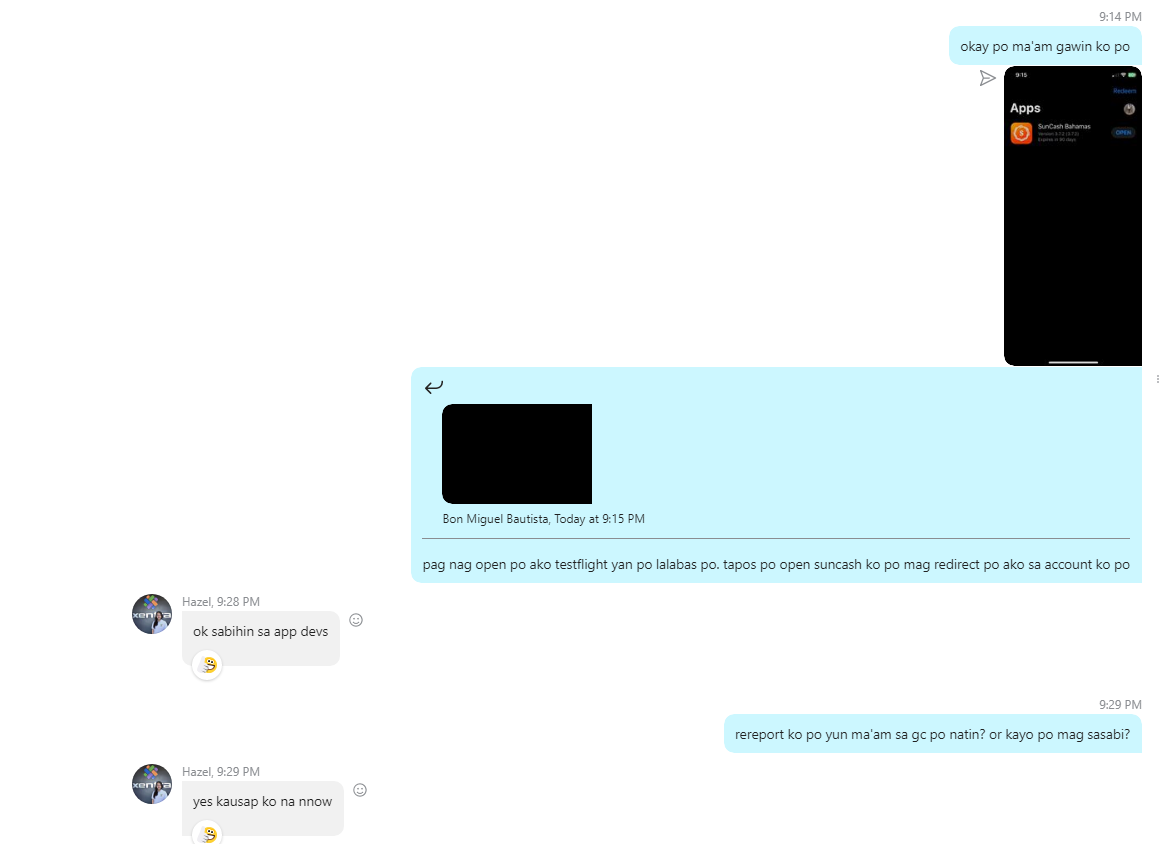 9:14 PM
okay po ma'am gawin ko po
9:15
Redeem
Apps
SunCash Bahamas
OPEN
Bon Miguel Bautista, Today at 9:15 PM
pag nag open po ako testflight yan po lalabas po. tapos po open suncash ko po mag redirect po ako sa account ko po
Hazel, 9:28 PM
ok sabihin sa app devs
9:29 PM
rereport ko po yun ma'am sa gc po natin? or kayo po mag sasabi?
Hazel, 9:29 PM
yes kausap ko na nnow